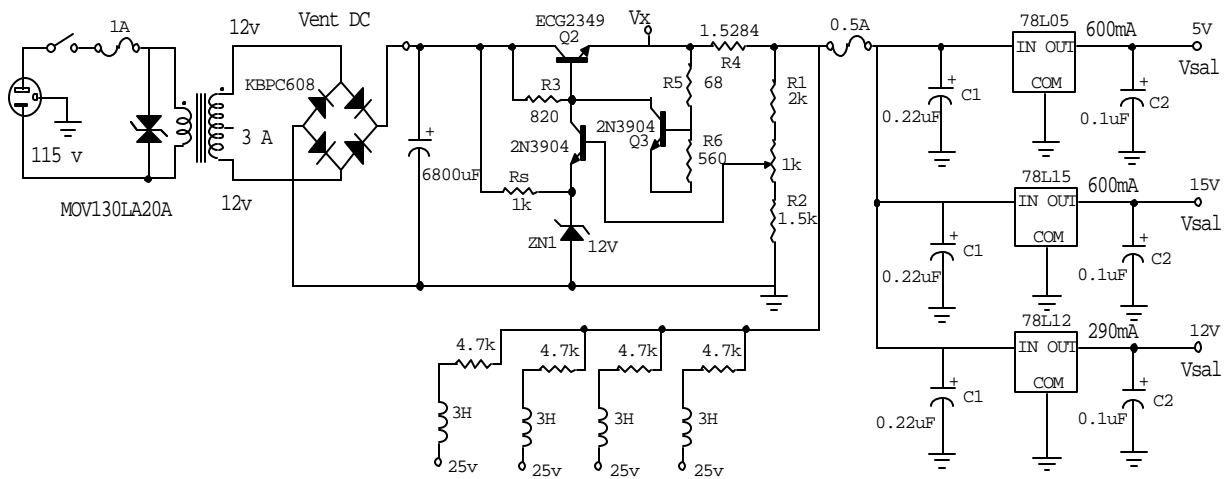 1A
12v
Vent DC
ECG2349
Q2
Vx
1.5284
R4
0.5A
78L05
IN OUT
COM
600mA
5V
Vsal
KBPC608
R3
820
R5
68
R1
2k
C1
0.22uF
C2
0.1uF
115 v
3 A
+
6800uF
2N3904
2N3904
Q3
R6
560
1k
MOV130LA20A
12v
Rs
1k
ZN1
12V
R2
1.5k
78L15
IN OUT
COM
600mA
15V
Vsal
+
C1
0.22uF
+
C2
0.1uF
+
+
78L12
IN OUT
COM
290mA
12V
Vsal
+
C1
0.22uF
+
C2
0.1uF
4.7k
4.7k
4.7k
4.7k
3H
3H
3H
3H
25v
25v
25v
25v